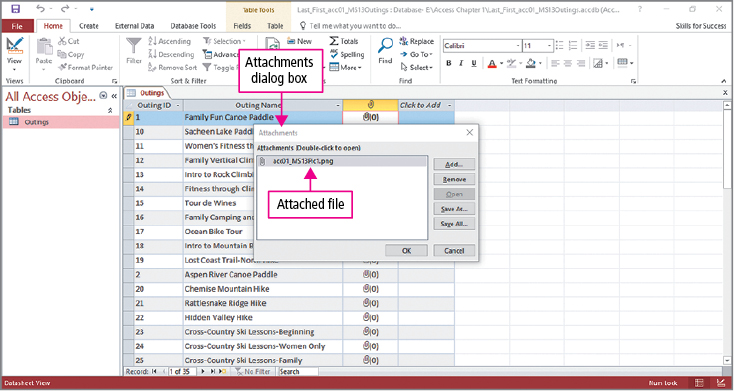 Table Tools
Last_First_acc01_MS13Outings : Database- E:\Access Chapter 1\Last_First_acc01_MS13Outings.accdb (Acc...
File Home Create External Data Database Tools Fields Table Tell me what you want to do... Skills for Success
View
Paste
Cut
Copy
Format Painter
Filter
Ascending
Descending
Remove Sort
Selection
Advanced
Toggle
New
Totals
Spelling
More
Find
Replace
Go To
Select
Calibri 11
B I U
Views Clipboard Sort & Filter Find Text Formatting
Attachments
dialog box
All Access Obje...
Tables
Outings
Outings
Outing ID Outing Name Click to Add
1 Family Fun Canoe Paddle (0)
10 Sacheen Lake Paddl
11 Women's Fitness th
12 Family Vertical Clim
13 Intro to Rock Climbi
14 Fitness through Clim
15 Tour de Wines
16 Family Camping and
17 Ocean Bike Tour
18 Intro to Mountain B
19 Lost Coast Trail-North
2 Aspen River Canoe Paddle (0)
20 Chemise Mountain Hike (0)
21 Rattlesnake Ridge Hike (0)
22 Hidden Valley Hike (0)
23 Cross-Country Ski Lessons-Beginning (0)
24 Cross-Country Ski Lessons-Women Only (0)
25 Cross-Country Ski Lessons-Family (0)
Attachments
Attachments (Double-click to open)
acc01_MS13Pic1.png
Add...
Remove
Open
Save As...
Save All...
OK Cancel
Attached file
Record: 1 of 35 No Filter Search
Datasheet View Num Lock